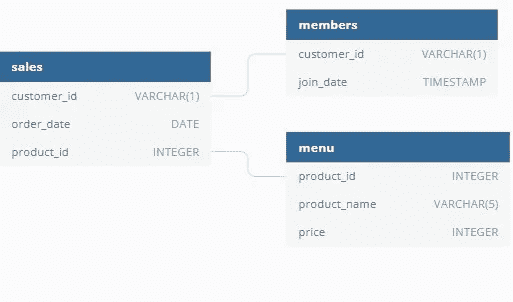 members
customer_id VARCHAR(1)
join_date TIMESTAMP
sales
customer_id VARCHAR(1)
order_date DATE
product_id INTEGER
menu
product_id INTEGER
product_name VARCHAR(5)
price INTEGER